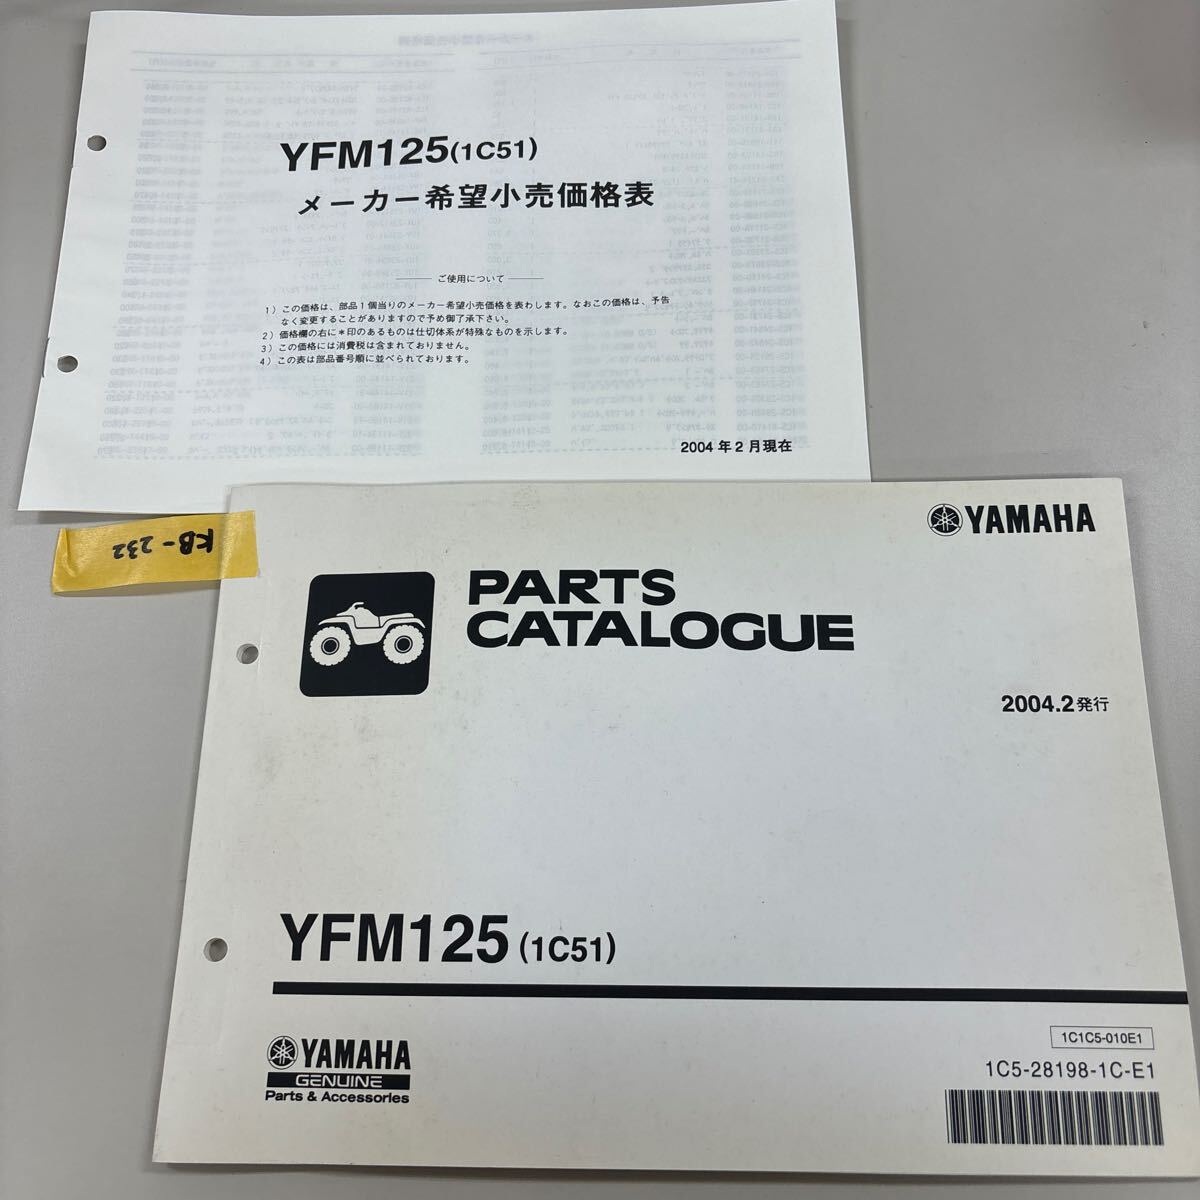 YFM125(1C51)
メーカー希望小売価格表
ご使用について
1）この価格は、部品1個当りのメーカー希望小売価格を表わします。なおこの価格は、予告
なく変更することがありますので予め御了承下さい。
2）価格欄の右に＊印のあるものは仕切体系が特殊なものを示します。
3）この価格には消費税は含まれておりません。
4）この表は部品番号順に並べられております。
2004年2月現在
KB-232
YAMAHA
PARTS
CATALOGUE
2004.2発行
YFM125(1C51)
YAMAHA
GENUINE
Parts & Accessories
1C1C5-010E1
1C5-28198-1C-E1